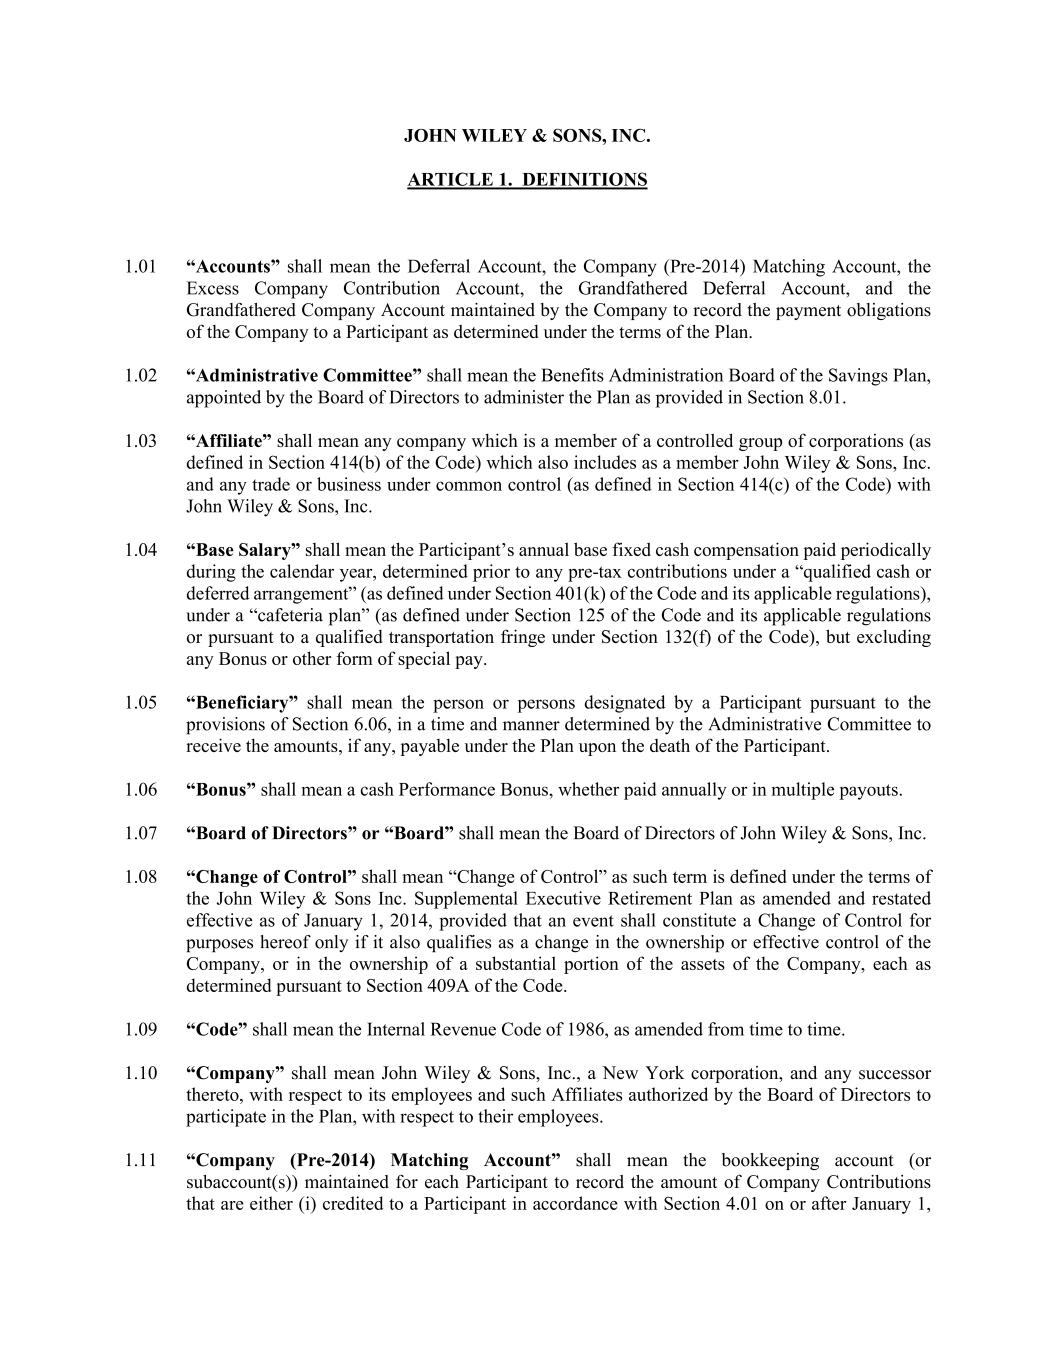 JOHN WILEY & SONS, INC.
ARTICLE 1.  DEFINITIONS
1.01 “Accounts” shall mean the Deferral Account, the Company (Pre-2014) Matching Account, the
Excess Company Contribution Account, the Grandfathered Deferral Account, and the
Grandfathered Company Account maintained by the Company to record the payment obligations
of the Company to a Participant as determined under the terms of the Plan.
1.02 “Administrative Committee” shall mean the Benefits Administration Board of the Savings Plan,
appointed by the Board of Directors to administer the Plan as provided in Section 8.01.
1.03 “Affiliate” shall mean any company which is a member of a controlled group of corporations (as
defined in Section 414(b) of the Code) which also includes as a member John Wiley & Sons, Inc.
and any trade or business under common control (as defined in Section 414(c) of the Code) with
John Wiley & Sons, Inc.
1.04 “Base Salary” shall mean the Participant’s annual base fixed cash compensation paid periodically
during the calendar year, determined prior to any pre-tax contributions under a “qualified cash or
deferred arrangement” (as defined under Section 401(k) of the Code and its applicable regulations),
under a “cafeteria plan” (as defined under Section 125 of the Code and its applicable regulations
or pursuant to a qualified transportation fringe under Section 132(f) of the Code), but excluding
any Bonus or other form of special pay.
1.05 “Beneficiary” shall mean the person or persons designated by a Participant pursuant to the
provisions of Section 6.06, in a time and manner determined by the Administrative Committee to
receive the amounts, if any, payable under the Plan upon the death of the Participant.
1.06 “Bonus” shall mean a cash Performance Bonus, whether paid annually or in multiple payouts.
1.07 “Board of Directors” or “Board” shall mean the Board of Directors of John Wiley & Sons, Inc.
1.08 “Change of Control” shall mean “Change of Control” as such term is defined under the terms of
the John Wiley & Sons Inc. Supplemental Executive Retirement Plan as amended and restated
effective as of January 1, 2014, provided that an event shall constitute a Change of Control for
purposes hereof only if it also qualifies as a change in the ownership or effective control of the
Company, or in the ownership of a substantial portion of the assets of the Company, each as
determined pursuant to Section 409A of the Code.
1.09 “Code” shall mean the Internal Revenue Code of 1986, as amended from time to time.
1.10 “Company” shall mean John Wiley & Sons, Inc., a New York corporation, and any successor
thereto, with respect to its employees and such Affiliates authorized by the Board of Directors to
participate in the Plan, with respect to their employees.
1.11 “Company (Pre-2014) Matching Account” shall mean the bookkeeping account (or
subaccount(s)) maintained for each Participant to record the amount of Company Contributions
that are either (i) credited to a Participant in accordance with Section 4.01 on or after January 1,